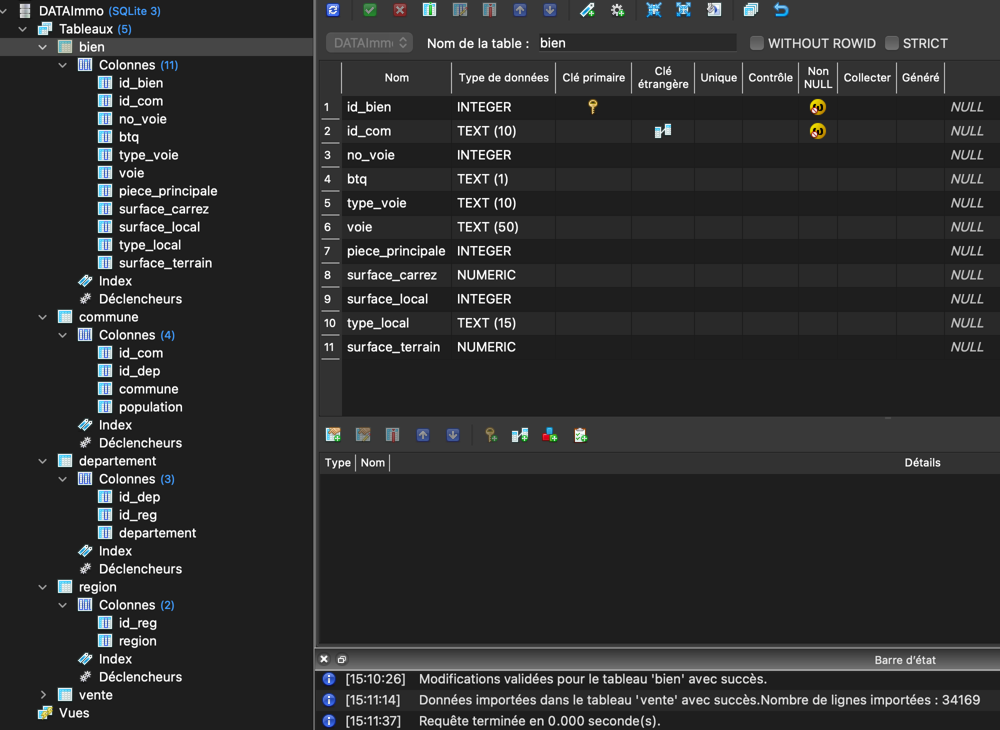 DATAImmo (SQLite 3)
Tableaux (5)
bien
Colonnes (11)
id_bien
id_com
no_voie
btq
type_voie
voie
piece_principale
surface_carrez
surface_local
type_local
surface_terrain
Index
Déclencheurs
commune
Colonnes (4)
id_com
id_dep
commune
population
Index
Déclencheurs
departement
Colonnes (3)
id_dep
id_reg
departement
Index
Déclencheurs
region
Colonnes (2)
id_reg
region
Index
Déclencheurs
vente
Vues
DATAImm Nom de la table : bien WITHOUT ROWID STRICT
Nom Type de données Clé primaire Clé étrangère Unique Contrôle Non NULL Collecter Généré
1 id_bien INTEGER NULL
2 id_com TEXT (10) NULL
3 no_voie INTEGER NULL
4 btq TEXT (1) NULL
5 type_voie TEXT (10) NULL
6 voie TEXT (50) NULL
7 piece_principale INTEGER NULL
8 surface_carrez NUMERIC NULL
9 surface_local INTEGER NULL
10 type_local TEXT (15) NULL
11 surface_terrain NUMERIC NULL
Type Nom Détails
Barre d'état
[15:10:26] Modifications validées pour le tableau 'bien' avec succès.
[15:11:14] Données importées dans le tableau 'vente' avec succès.Nombre de lignes importées : 34169
[15:11:37] Requête terminée en 0.000 seconde(s).